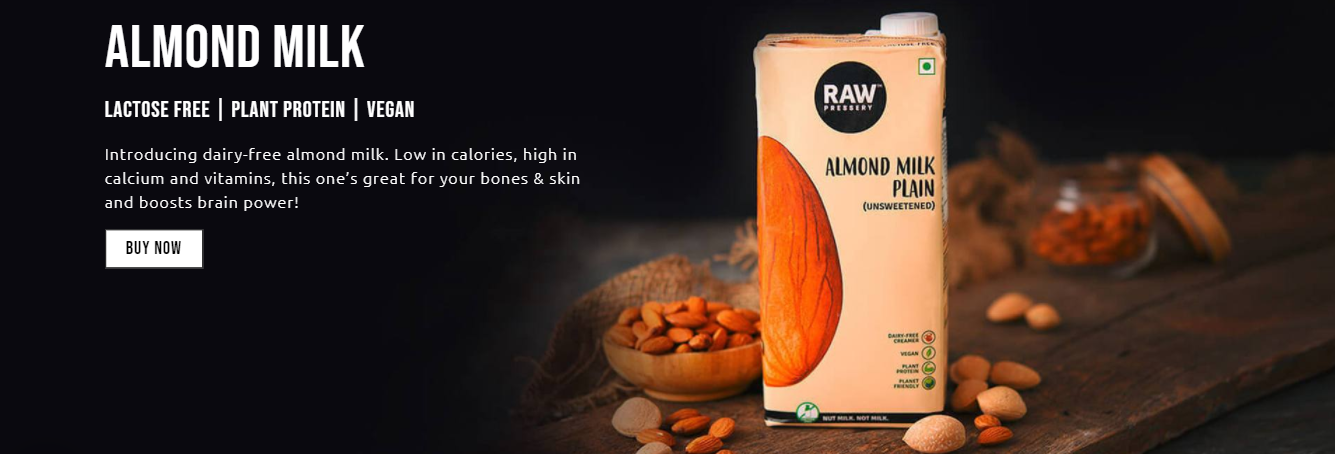 ALMOND MILK
LACTOSE FREE | PLANT PROTEIN | VEGAN
Introducing dairy-free almond milk. Low in calories, high in
calcium and vitamins, this one’s great for your bones & skin
and boosts brain power!
BUY NOW
RAW™
PRESSERY
ALMOND MILK
PLAIN
(UNSWEETENED)
DAIRY-FREE
CREAMER
VEGAN
PLANT
PROTEIN
PLANET
FRIENDLY
NUT MILK. NOT MILK.